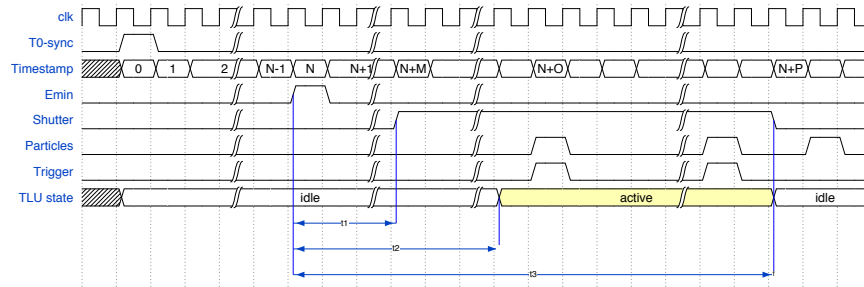 clk
T0-sync
Timestamp 0 1 2 N-1 N N+1 N+M N+O N+P
Emin
Shutter
Particles
Trigger
TLU state idle active idle
t1
t2
t3